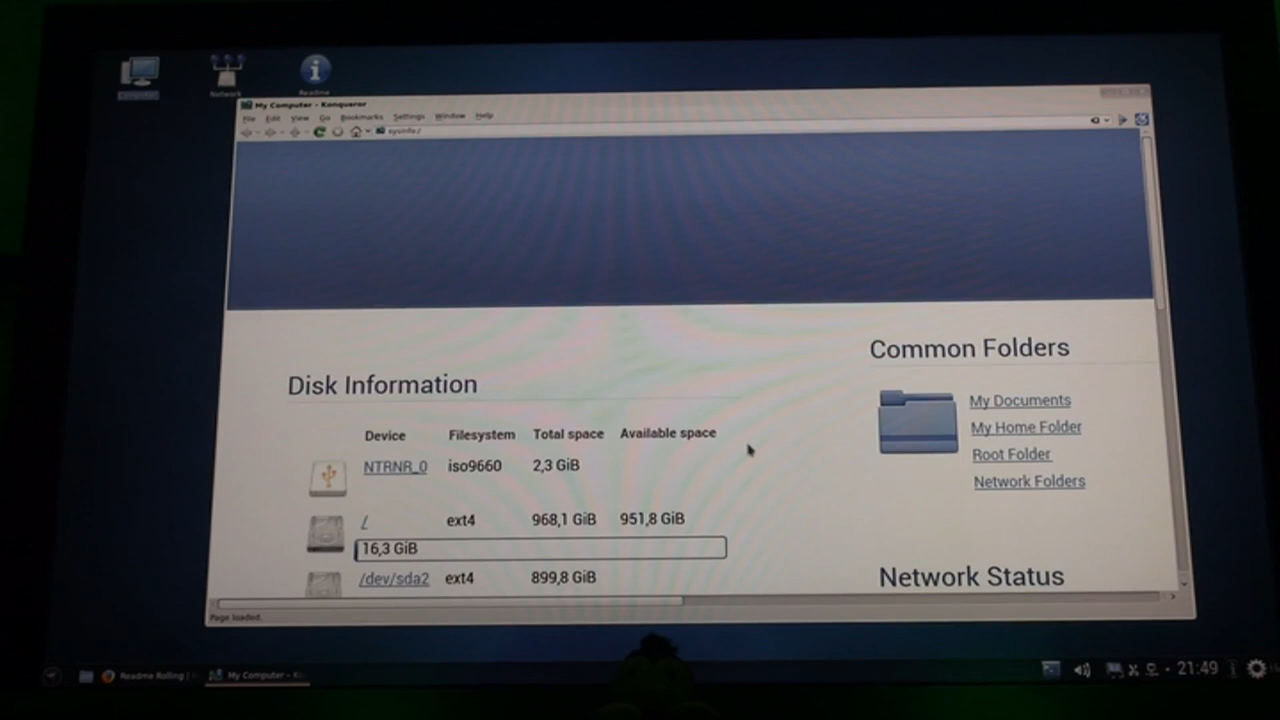 Computer
Network
Readme
My Computer - Konqueror
File Edit View Go Bookmarks Settings Window Help
sysinfo:/
Common Folders
Disk Information
My Documents
My Home Folder
Root Folder
Network Folders
Device Filesystem Total space Available space
NTRNR_0 iso9660 2,3 GiB
/ ext4 968,1 GiB 951,8 GiB
16,3 GiB
/dev/sda2 ext4 899,8 GiB
Network Status
Page loaded.
Readme Rolling |
My Computer - K
21:49